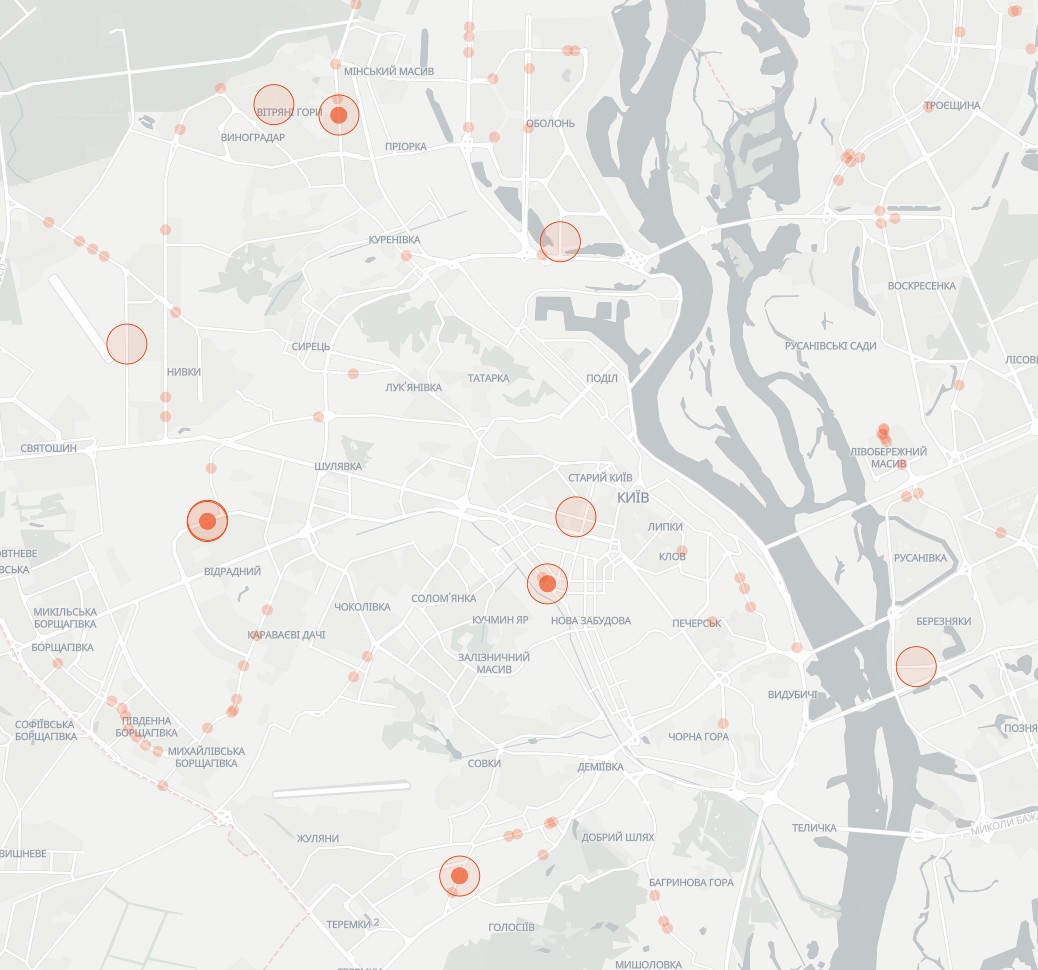 МІНСЬКИЙ МАСИВ
ВІТРЯНІ ГОРИ
ТРОЄЩИНА
ОБОЛОНЬ
ВИНОГРАДАР
ПРІОРКА
КУРЕНІВКА
ВОСКРЕСЕНКА
СИРЕЦЬ
РУСАНІВСЬКІ САДИ
НИВКИ
ТАТАРКА
ПОДІЛ
ЛУК'ЯНІВКА
СВЯТОШИН
ЛІВОБЕРЕЖНИЙ
МАСИВ
ШУЛЯВКА
СТАРИЙ КИЇВ
КИЇВ
ЛИПКИ
КЛОВ
РУСАНІВКА
ВІДРАДНИЙ
СОЛОМ'ЯНКА
ЧОКОЛІВКА
МИКІЛЬСЬКА
БОРЩАГІВКА
КУЧМИН ЯР
НОВА ЗАБУДОВА
ПЕЧЕРСЬК
БЕРЕЗНЯКИ
КАРАВАЄВІ ДАЧІ
БОРЩАГІВКА
ЗАЛІЗНИЧНИЙ
МАСИВ
ВИДУБИЧІ
СОФІЇВСЬКА
БОРЩАГІВКА
ПІВДЕННА
БОРЩАГІВКА
ПОЗНЯ
ЧОРНА ГОРА
МИХАЙЛІВСЬКА
БОРЩАГІВКА
СОВКИ
ДЕМІЇВКА
ЖУЛЯНИ
ДОБРИЙ ШЛЯХ
ТЕЛИЧКА
МИКОЛИ БАЖА
ВИШНЕВЕ
БАГРИНОВА ГОРА
ТЕРЕМКИ 2
ГОЛОСІЇВ
МИШОЛОВКА